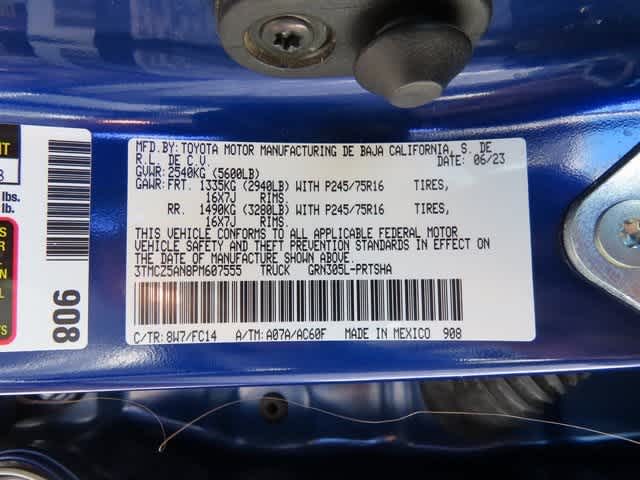 MFD.BY: TOYOTA MOTOR MANUFACTURING DE BAJA CALIFORNIA, S. DE
R.L. DE C.V. DATE: 06/23
GVWR: 2540KG (5600LB)
GAWR: FRT. 1335KG (2940LB) WITH P245/75R16 TIRES,
16X7J RIMS.
RR. 1490KG (3280LB) WITH P245/75R16 TIRES,
16X7J RIMS.
THIS VEHICLE CONFORMS TO ALL APPLICABLE FEDERAL MOTOR
VEHICLE SAFETY AND THEFT PREVENTION STANDARDS IN EFFECT ON
THE DATE OF MANUFACTURE SHOWN ABOVE.
3TMCZ5AN8PM607555 TRUCK GRN305L-PRTSHA
C/TR: 8W7/FC14 A/TM: A07A/AC60F MADE IN MEXICO 908
lbs.
lb.
908